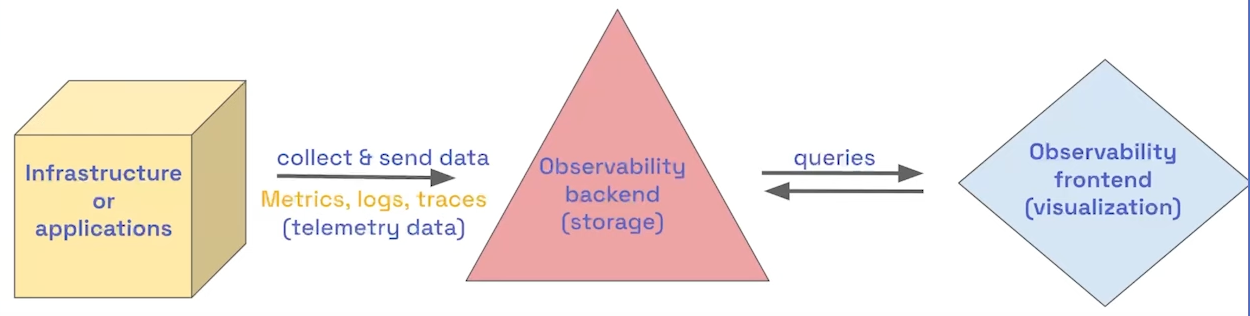 Infrastructure
or
applications
collect & send data
Metrics, logs, traces
(telemetry data)
Observability
backend
(storage)
queries
Observability
frontend
(visualization)